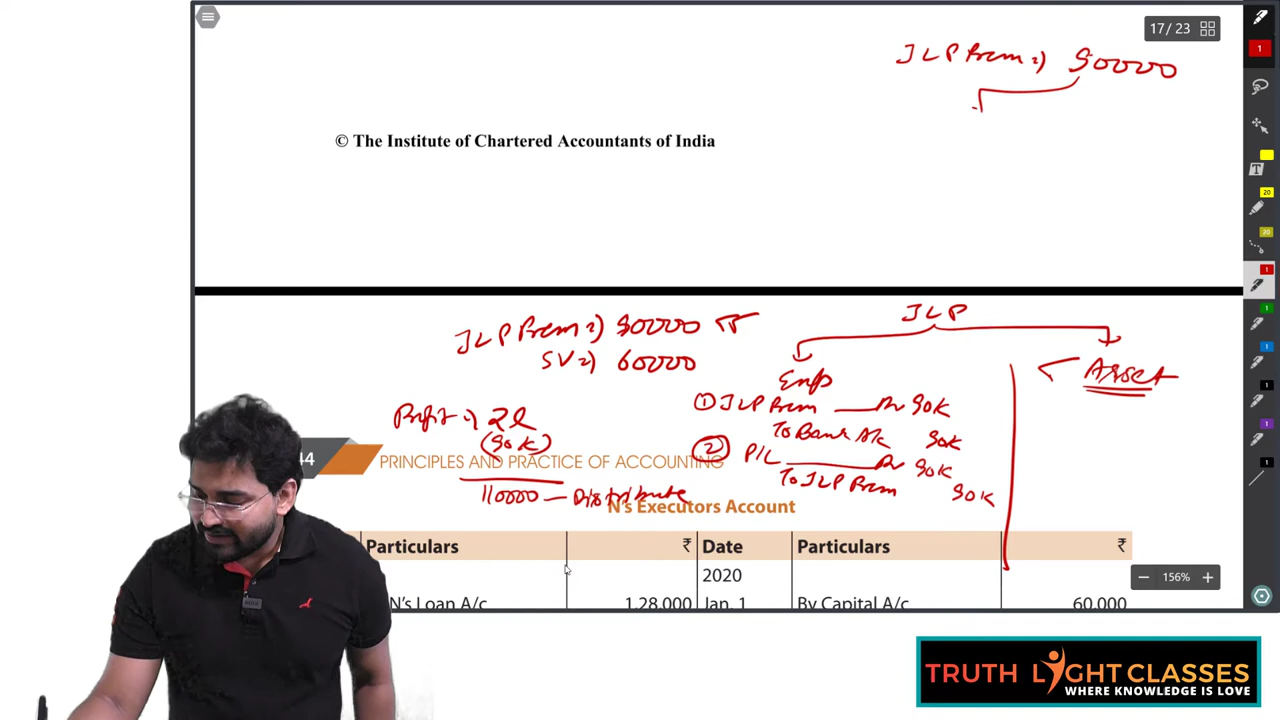 17 / 23
JLP Prem =) 90000
© The Institute of Chartered Accountants of India
JLP
JLP Prem =) 90000
SV =) 60000
Exp
Asset
① JLP Prem — Dr 90K
To Bank A/c 90K
② P/L — Dr 90K
To JLP Prem 90K
Profit =) 2L
(90K)
110000 — Distribute
44 PRINCIPLES AND PRACTICE OF ACCOUNTING
N's Executors Account
Particulars ₹ Date Particulars ₹
2020
N's Loan A/c 1,28,000 Jan. 1 By Capital A/c 60,000
156%
TRUTH LIGHT CLASSES
WHERE KNOWLEDGE IS LOVE